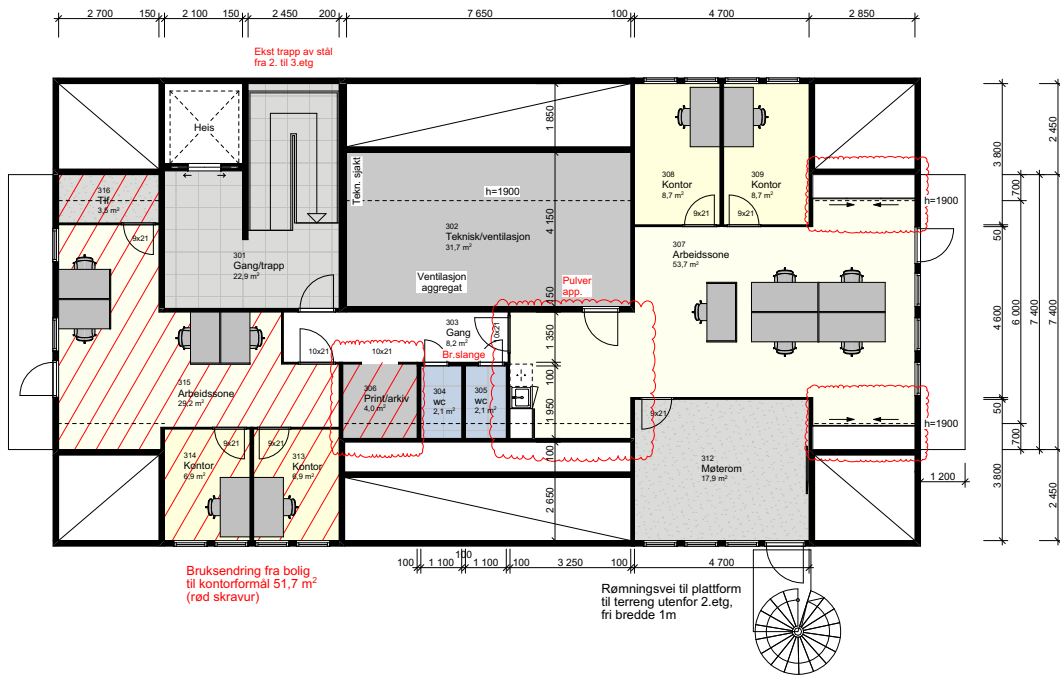 2 700
150
2 100
150
2 450
200
7 650
100
4 700
2 850
Ekst trapp av stål
fra 2. til 3.etg
Heis
Tekn. sjakt
h=1900
1 850
308
Kontor
8,7 m²
309
Kontor
8,7 m²
9x21
9x21
h=1900
3 800
2 450
700
316
Tlf
3,5 m²
9x21
301
Gang/trapp
22,9 m²
302
Teknisk/ventilasjon
31,7 m²
4 150
Ventilasjon
aggregat
Pulver
app.
307
Arbeidssone
53,7 m²
50
4 600
6 000
7 400
7 400
150
303
Gang
8,2 m²
Br.slange
10x21
10x21
10x21
1 350
100
315
Arbeidssone
29,2 m²
306
Print/arkiv
4,0 m²
304
WC
2,1 m²
305
WC
2,1 m²
1 950
100
9x21
9x21
9x21
314
Kontor
6,9 m²
313
Kontor
6,9 m²
312
Møterom
17,9 m²
50
h=1900
700
3 800
2 450
1 200
2 650
100
1 100
100
1 100
100
3 250
100
4 700
Bruksendring fra bolig
til kontorformål 51,7 m²
(rød skravur)
Rømningsvei til plattform
til terreng utenfor 2.etg,
fri bredde 1m